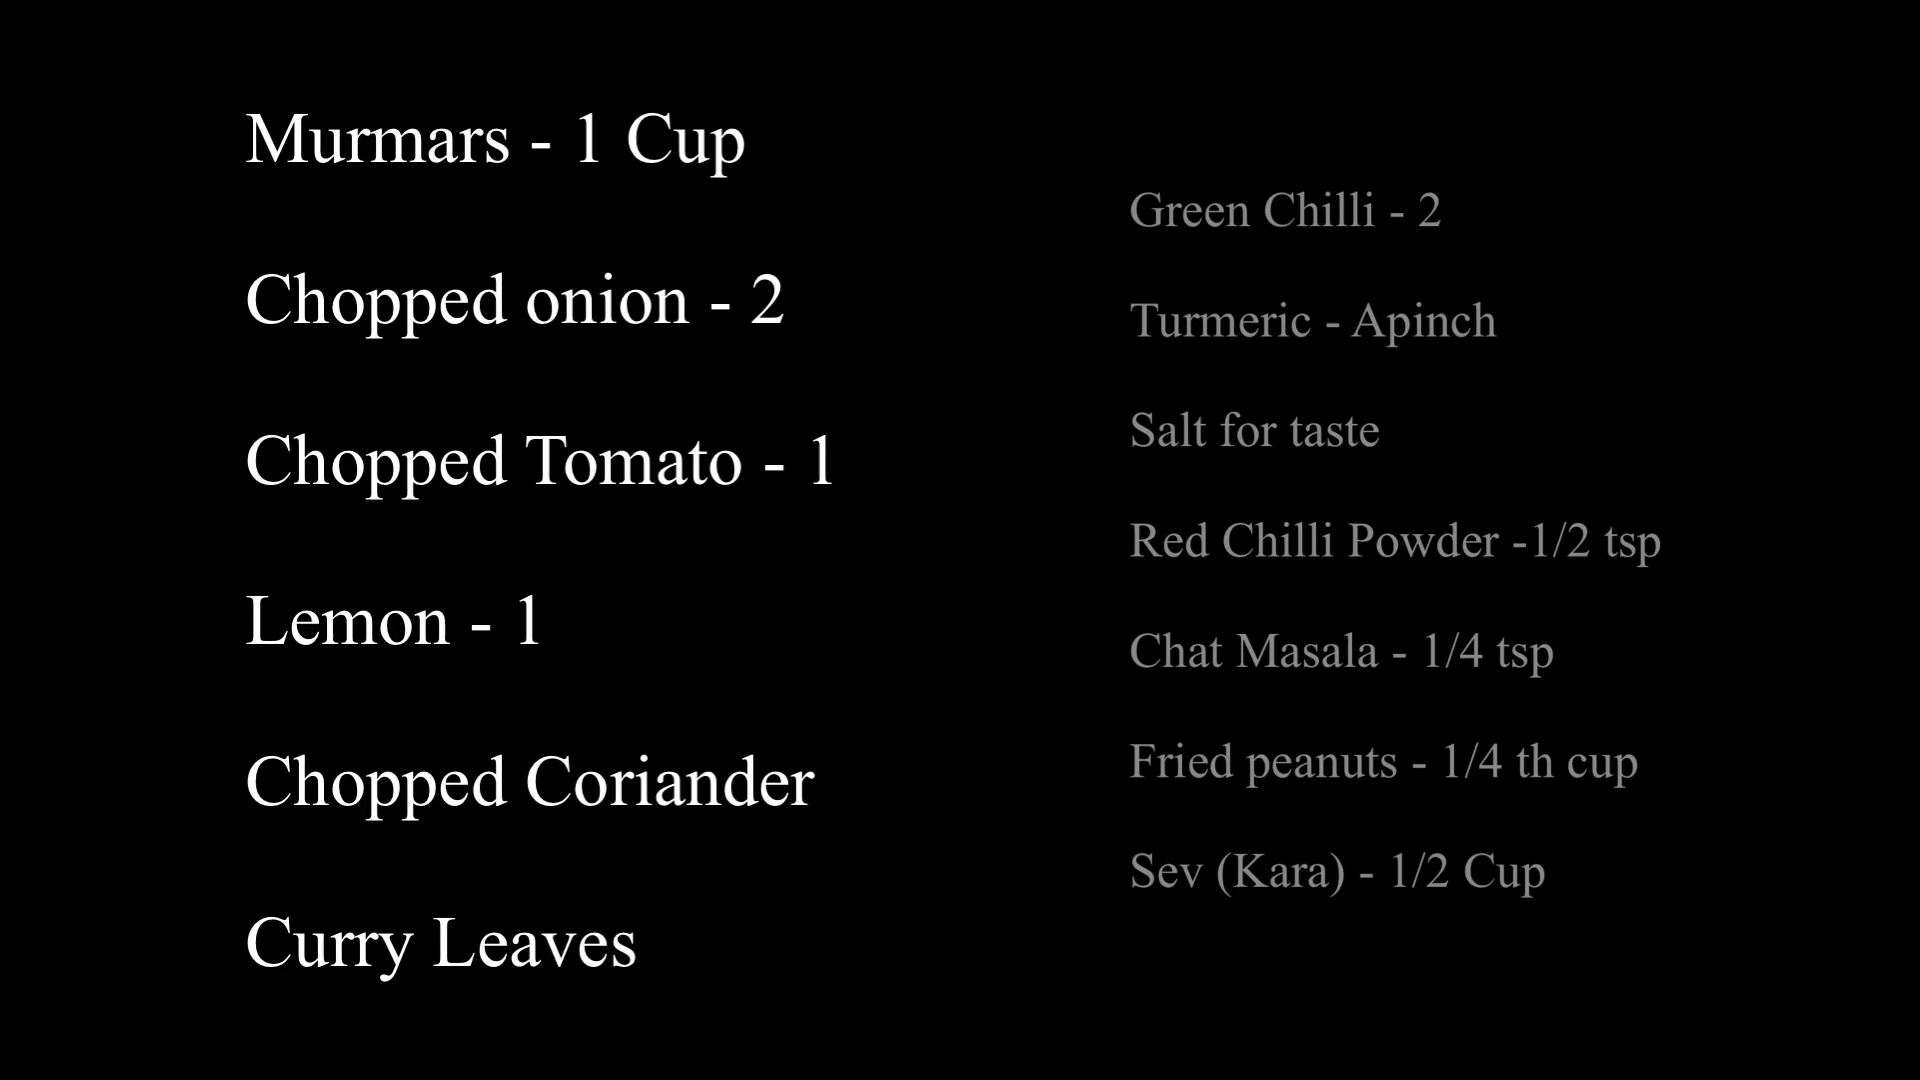 Murmars - 1 Cup
Chopped onion - 2
Chopped Tomato - 1
Lemon - 1
Chopped Coriander
Curry Leaves
Green Chilli - 2
Turmeric - Apinch
Salt for taste
Red Chilli Powder -1/2 tsp
Chat Masala - 1/4 tsp
Fried peanuts - 1/4 th cup
Sev (Kara) - 1/2 Cup